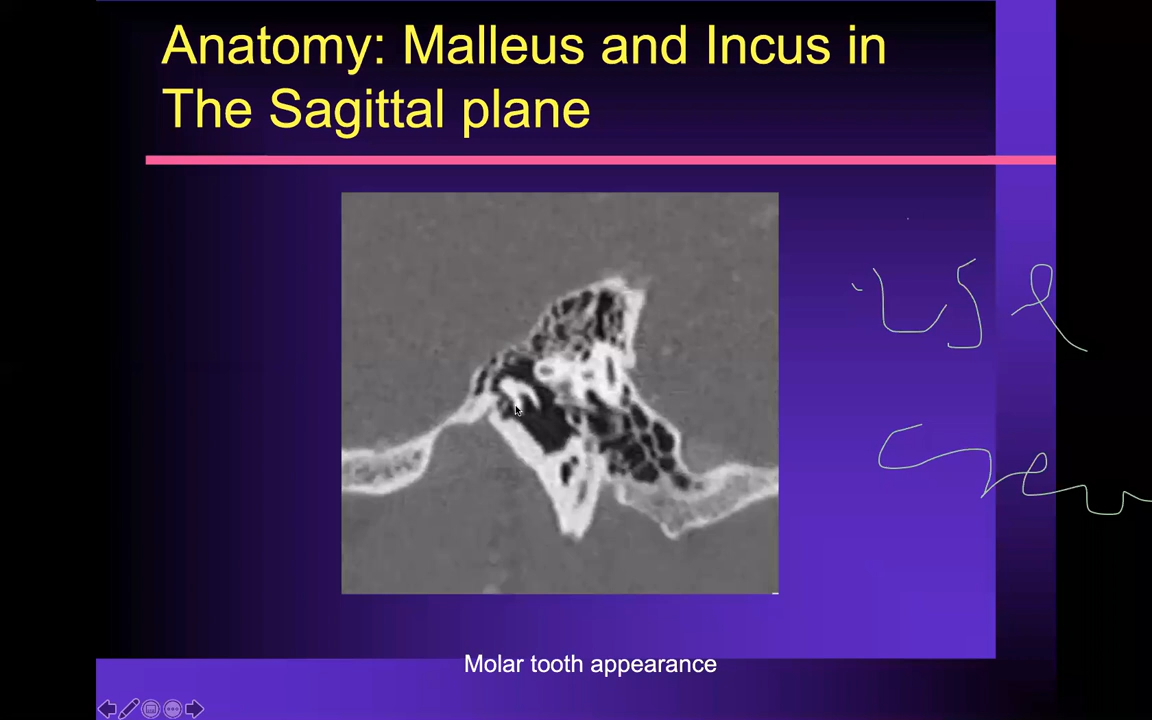 Anatomy: Malleus and Incus in
The Sagittal plane
Molar tooth appearance